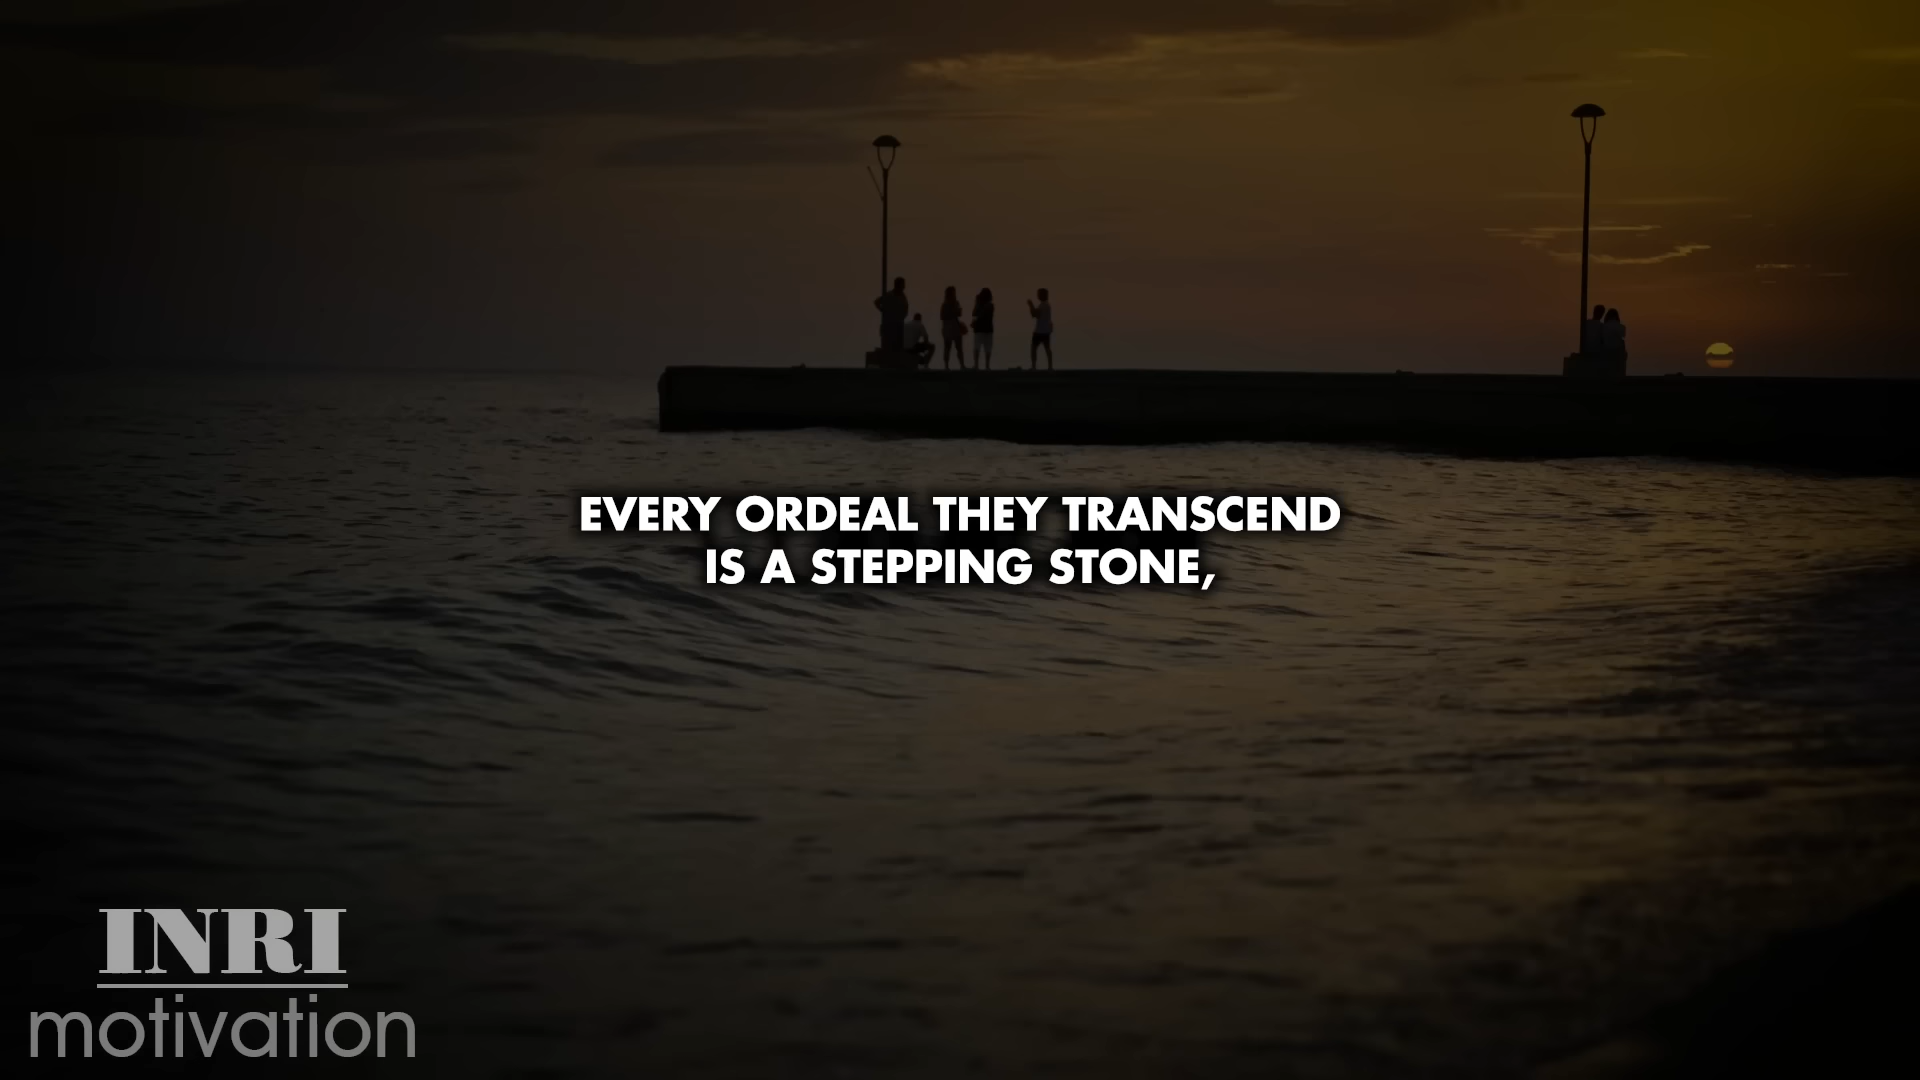 EVERY ORDEAL THEY TRANSCEND
IS A STEPPING STONE,
INRI
motivation